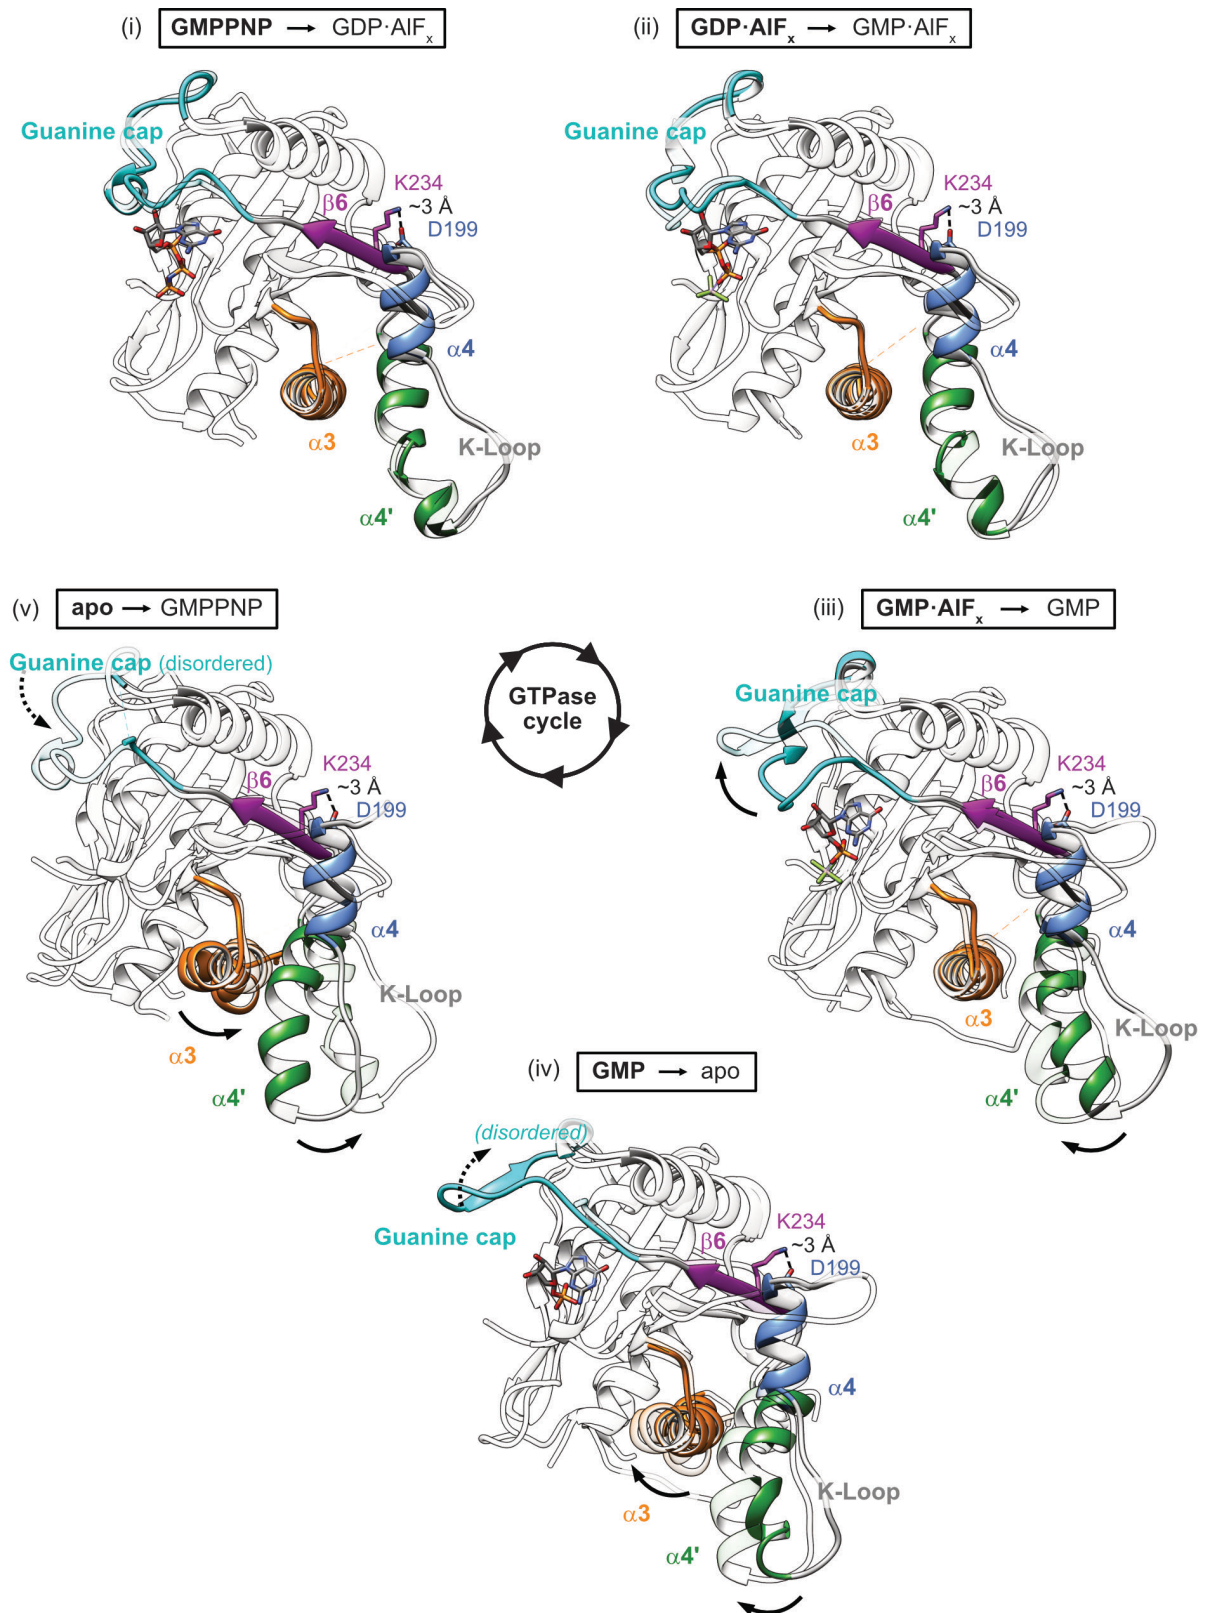 (i) GMPPNP → GDP·AlFx
Guanine cap
K234
~3 Å
D199
β6
α4
α3
K-Loop
α4'
(ii) GDP·AlFx → GMP·AlFx
Guanine cap
K234
~3 Å
D199
β6
α4
α3
K-Loop
α4'
(v) apo → GMPPNP
Guanine cap (disordered)
K234
~3 Å
D199
β6
α4
K-Loop
α3
α4'
GTPase
cycle
(iii) GMP·AlFx → GMP
Guanine cap
K234
~3 Å
D199
β6
α4
α3
K-Loop
α4'
(iv) GMP → apo
(disordered)
Guanine cap
K234
~3 Å
D199
β6
α4
K-Loop
α3
α4'